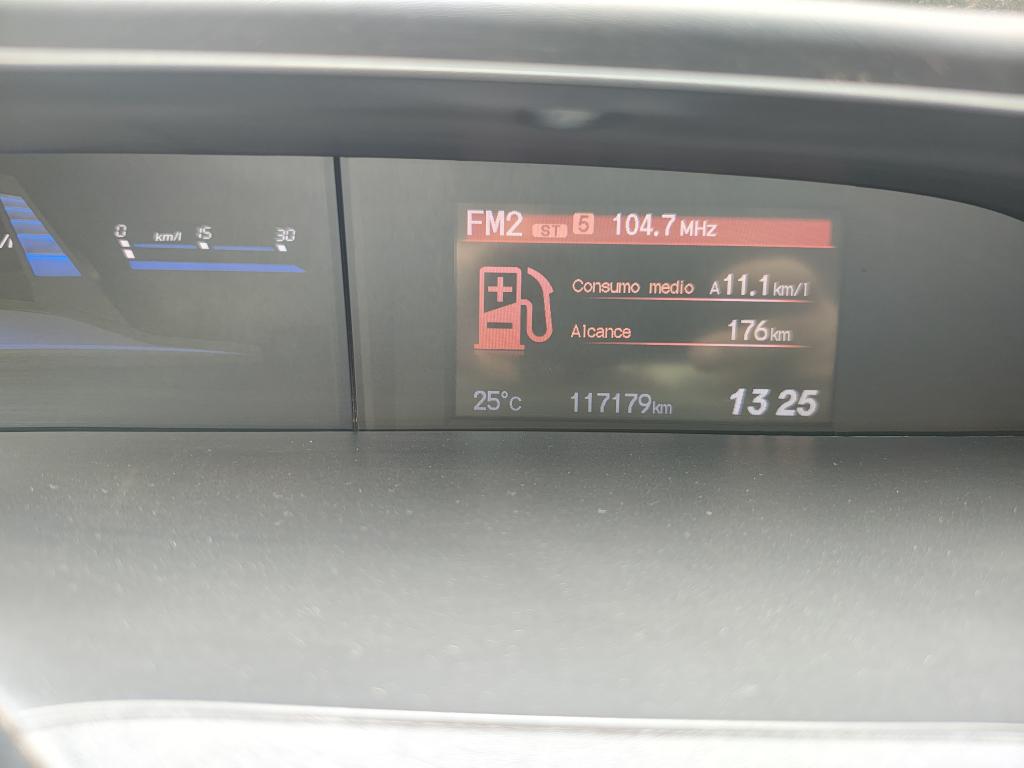 0 km/l 15 30
FM2 ST 5 104.7 MHz
Consumo medio A 11.1 km/l
Alcance 176 km
25°C 117179 km 13 25